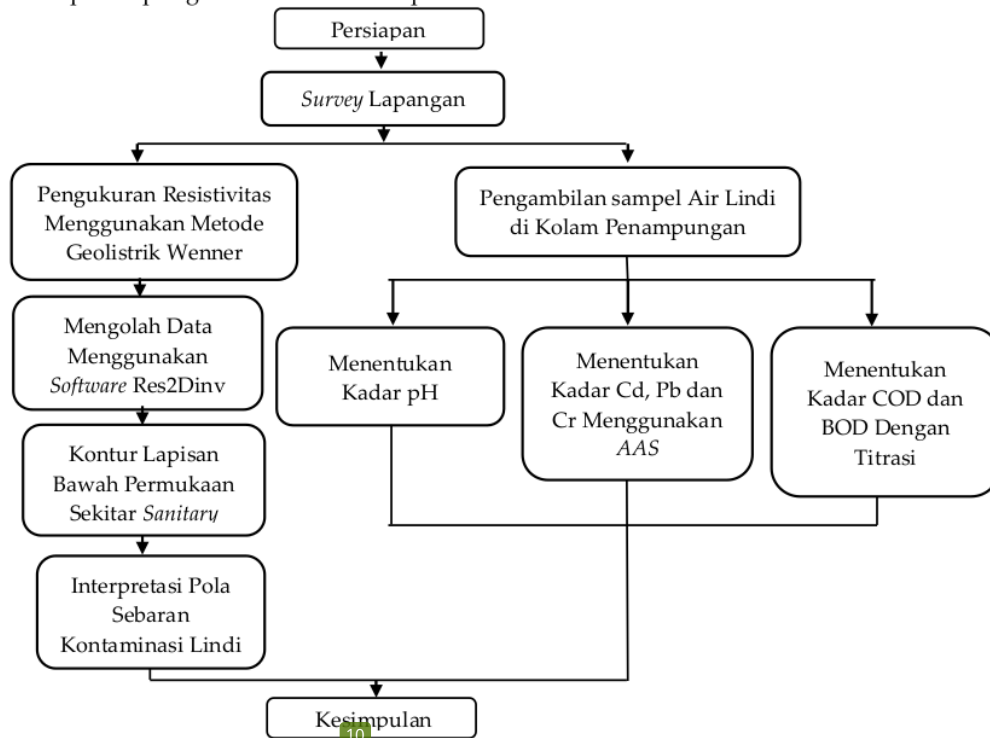 Persiapan
Survey Lapangan
Pengukuran Resistivitas
Menggunakan Metode
Geolistrik Wenner
Pengambilan sampel Air Lindi
di Kolam Penampungan
Mengolah Data
Menggunakan
Software Res2Dinv
Menentukan
Kadar pH
Menentukan
Kadar Cd, Pb dan
Cr Menggunakan
AAS
Menentukan
Kadar COD dan
BOD Dengan
Titrasi
Kontur Lapisan
Bawah Permukaan
Sekitar Sanitary
Interpretasi Pola
Sebaran
Kontaminasi Lindi
Kesimpulan
10